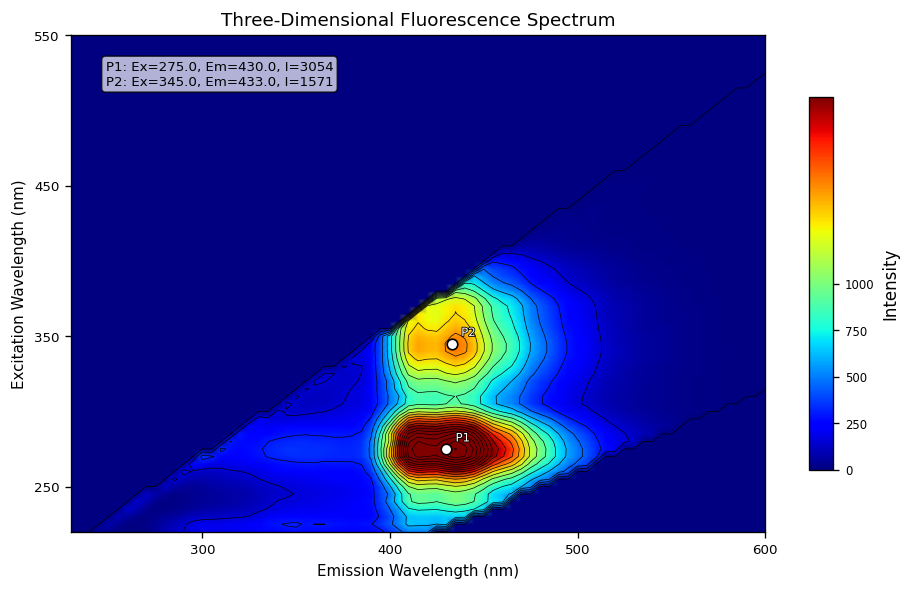 Three-Dimensional Fluorescence Spectrum
550
450
350
250
Excitation Wavelength (nm)
P1: Ex=275.0, Em=430.0, I=3054
P2: Ex=345.0, Em=433.0, I=1571
P2
P1
300
400
500
600
Emission Wavelength (nm)
1000
750
500
250
0
Intensity